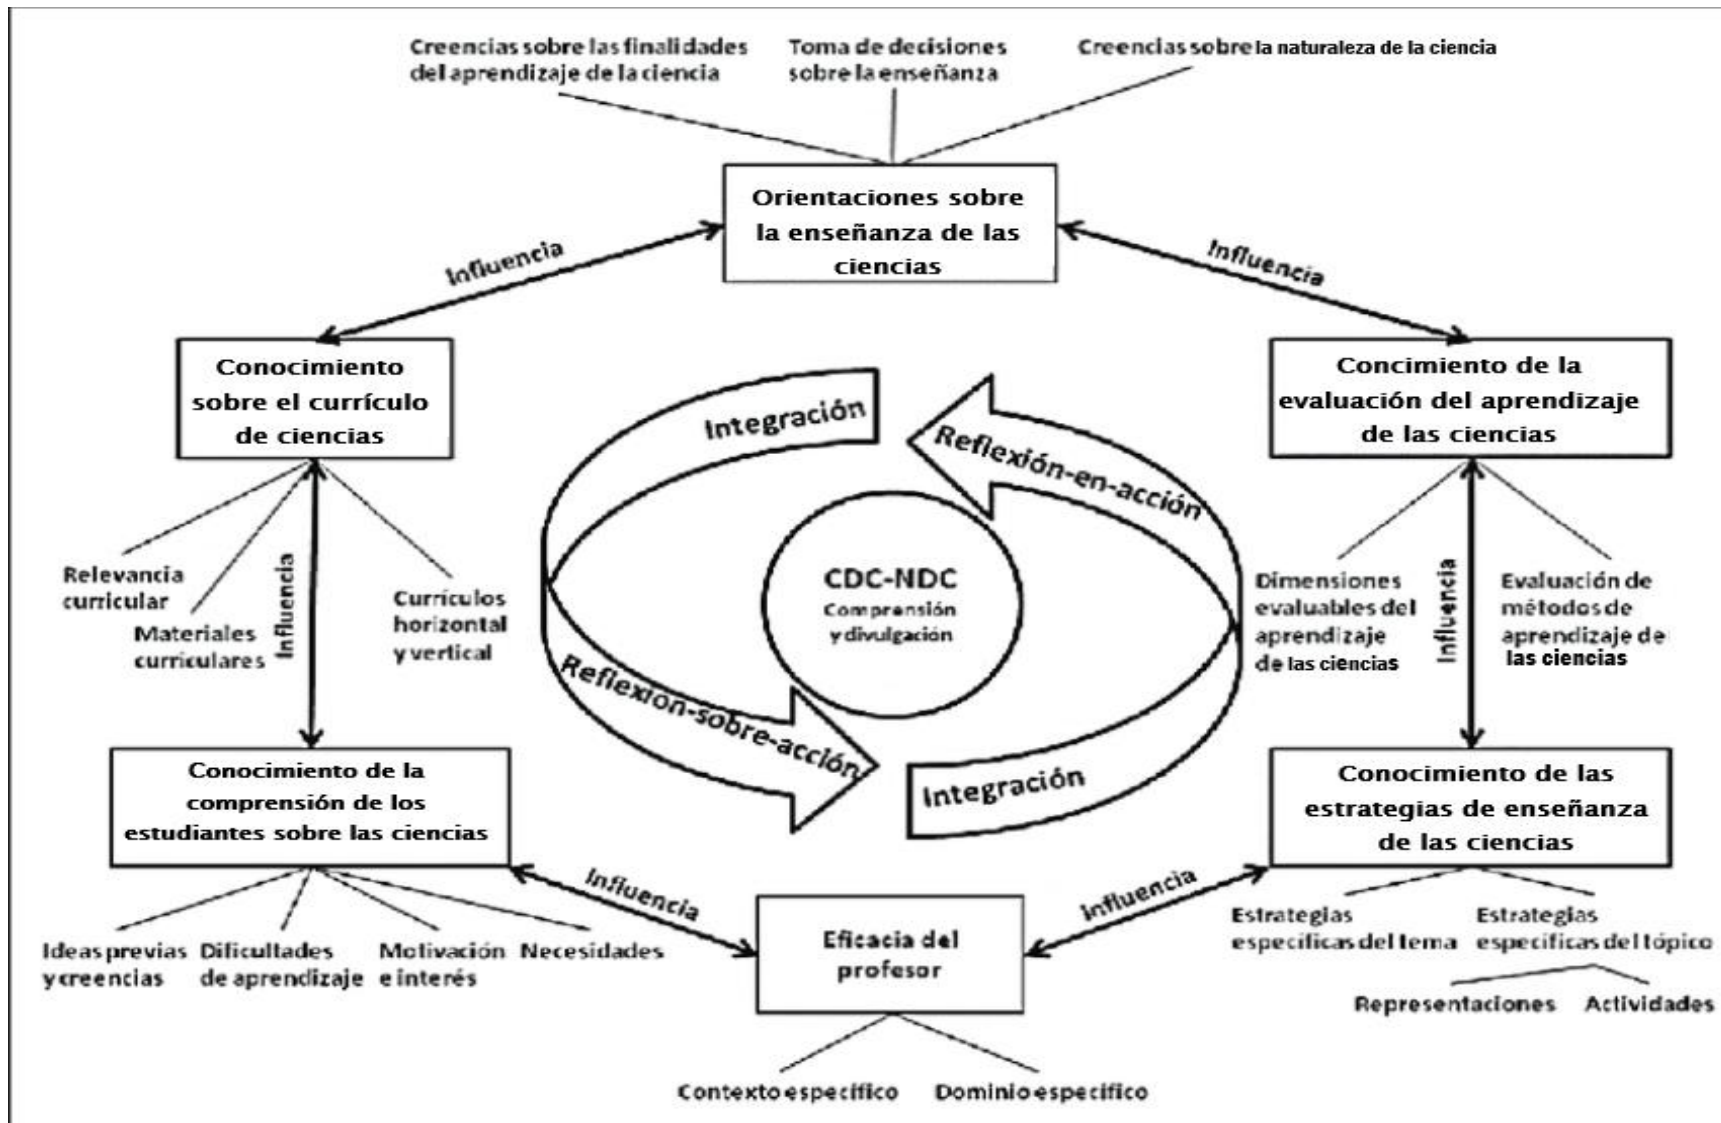 Creencias sobre las finalidades
del aprendizaje de la ciencia
Toma de decisiones
sobre la enseñanza
Creencias sobre la naturaleza de la ciencia
Orientaciones sobre
la enseñanza de las
ciencias
Influencia
Influencia
Conocimiento
sobre el currículo
de ciencias
Concimiento de la
evaluación del aprendizaje
de las ciencias
Integración
Reflexión-en-acción
Relevancia
curricular
Materiales
curriculares
Influencia
Currículos
horizontal
y vertical
CDC-NDC
Comprensión
y divulgación
Dimensiones
evaluables del
aprendizaje
de las ciencias
Influencia
Evaluación de
métodos de
aprendizaje de
las ciencias
Reflexión-sobre-acción
Integración
Conocimiento de la
comprensión de los
estudiantes sobre las ciencias
Conocimiento de las
estrategias de enseñanza
de las ciencias
Influencia
Influencia
Ideas previas
y creencias
Dificultades
de aprendizaje
Motivación
e interés
Necesidades
Eficacia del
profesor
Estrategias
específicas del tema
Estrategias
específicas del tópico
Representaciones
Actividades
Contexto específico
Dominio específico